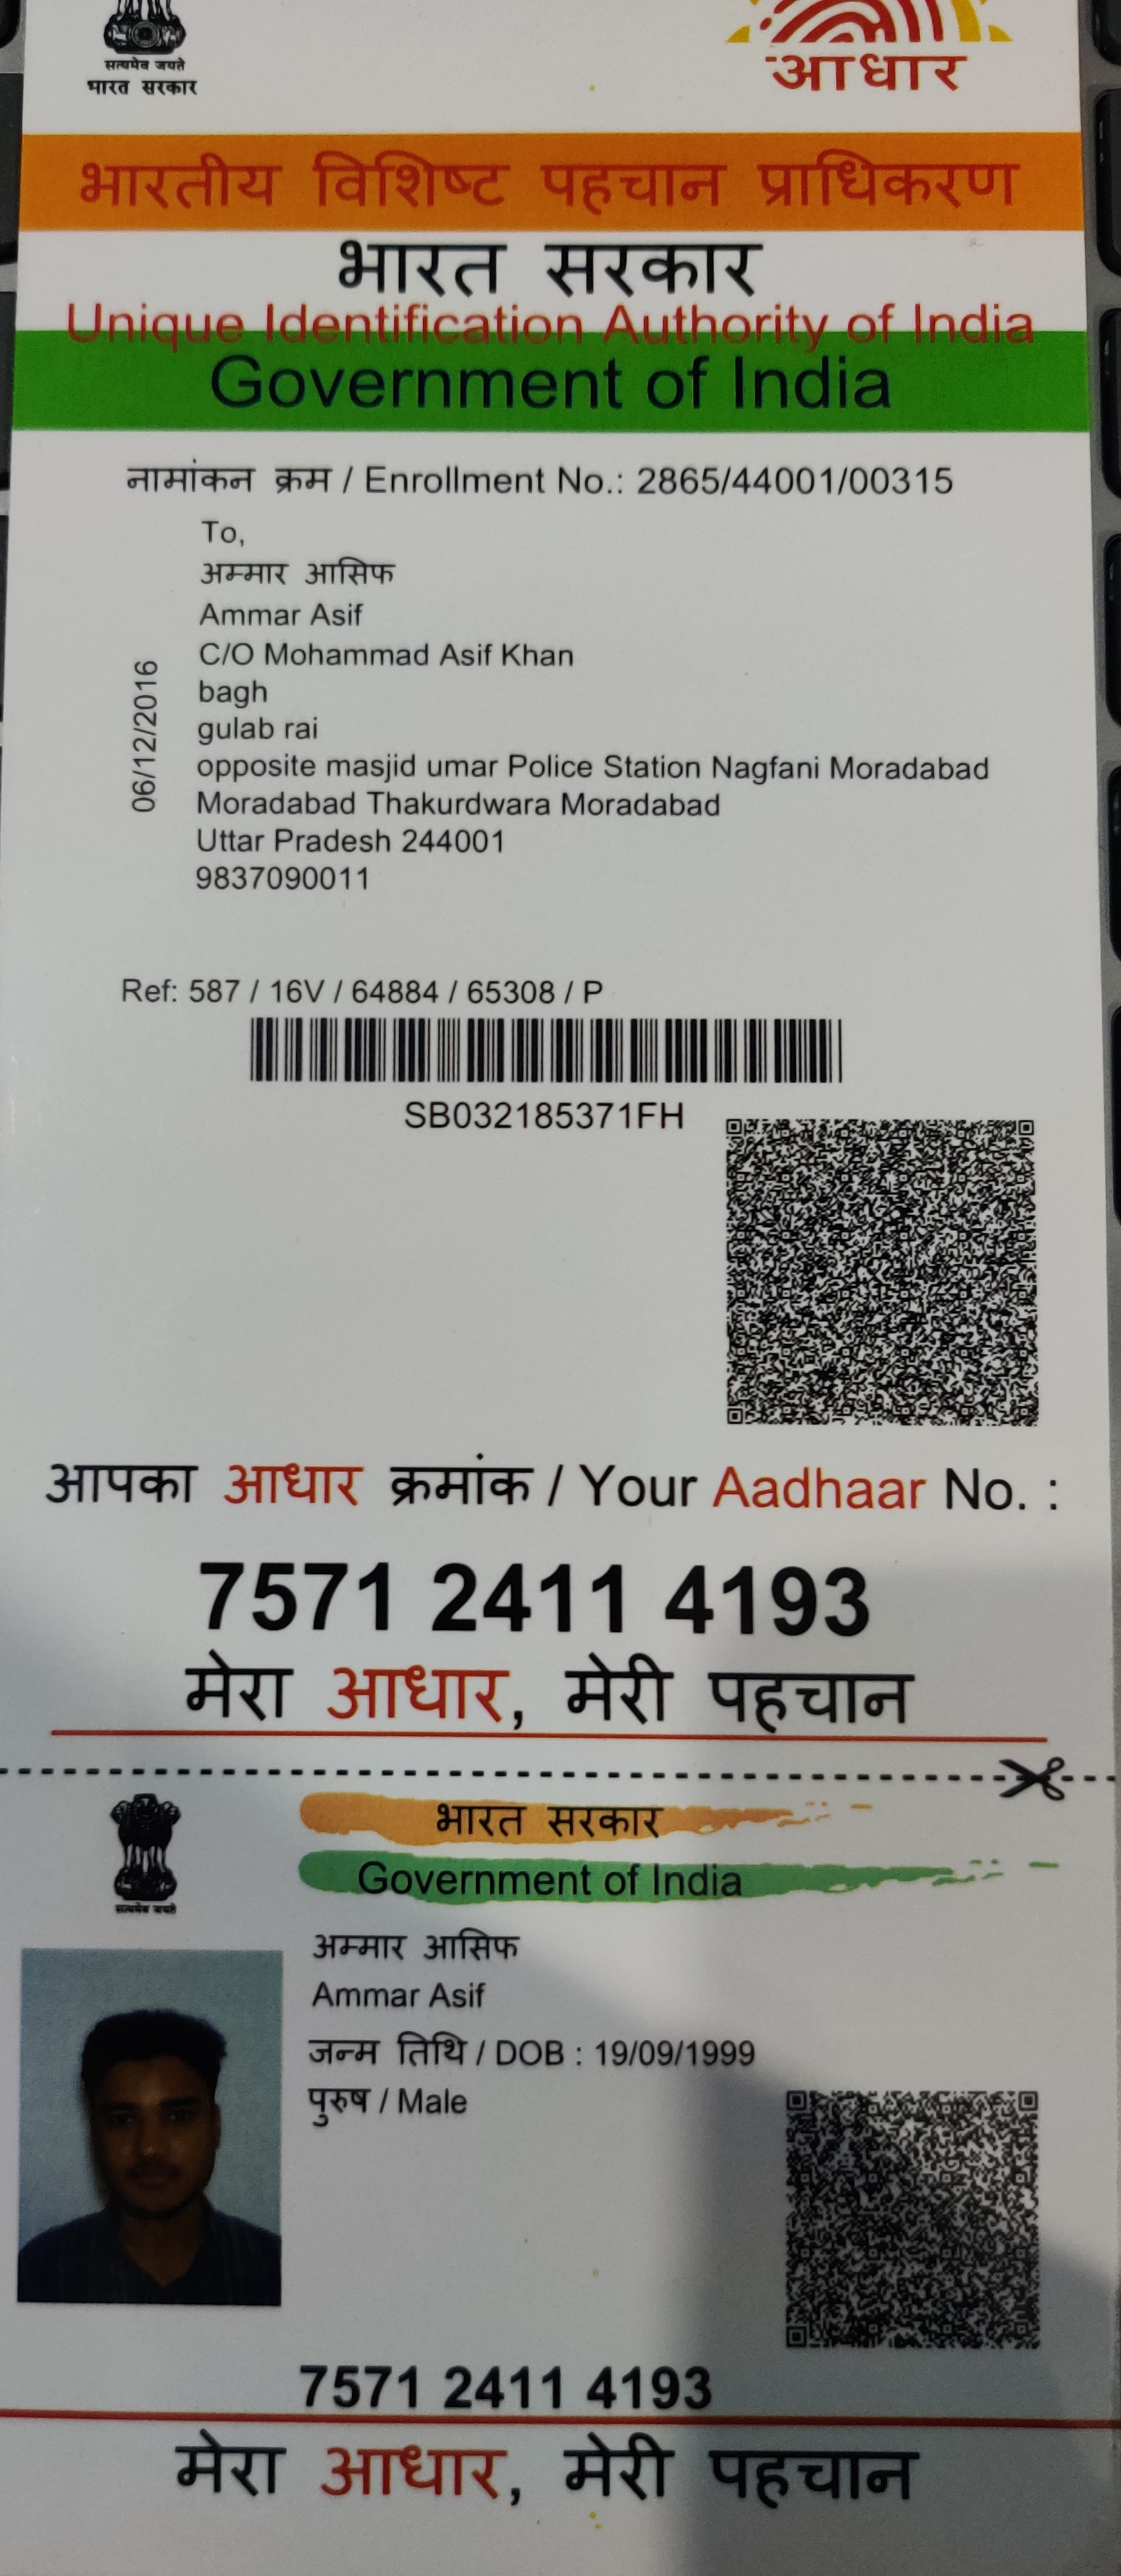 सत्यमेव जयते
भारत सरकार
आधार
भारतीय विशिष्ट पहचान प्राधिकरण
भारत सरकार
Unique Identification Authority of India
Government of India
नामांकन क्रम / Enrollment No.: 2865/44001/00315
To,
अम्मार आसिफ
Ammar Asif
C/O Mohammad Asif Khan
bagh
gulab rai
opposite masjid umar Police Station Nagfani Moradabad
Moradabad Thakurdwara Moradabad
Uttar Pradesh 244001
9837090011
06/12/2016
Ref: 587 / 16V / 64884 / 65308 / P
SB032185371FH
आपका आधार क्रमांक / Your Aadhaar No. :
7571 2411 4193
मेरा आधार, मेरी पहचान
भारत सरकार
Government of India
सत्यमेव जयते
अम्मार आसिफ
Ammar Asif
जन्म तिथि / DOB : 19/09/1999
पुरुष / Male
7571 2411 4193
मेरा आधार, मेरी पहचान